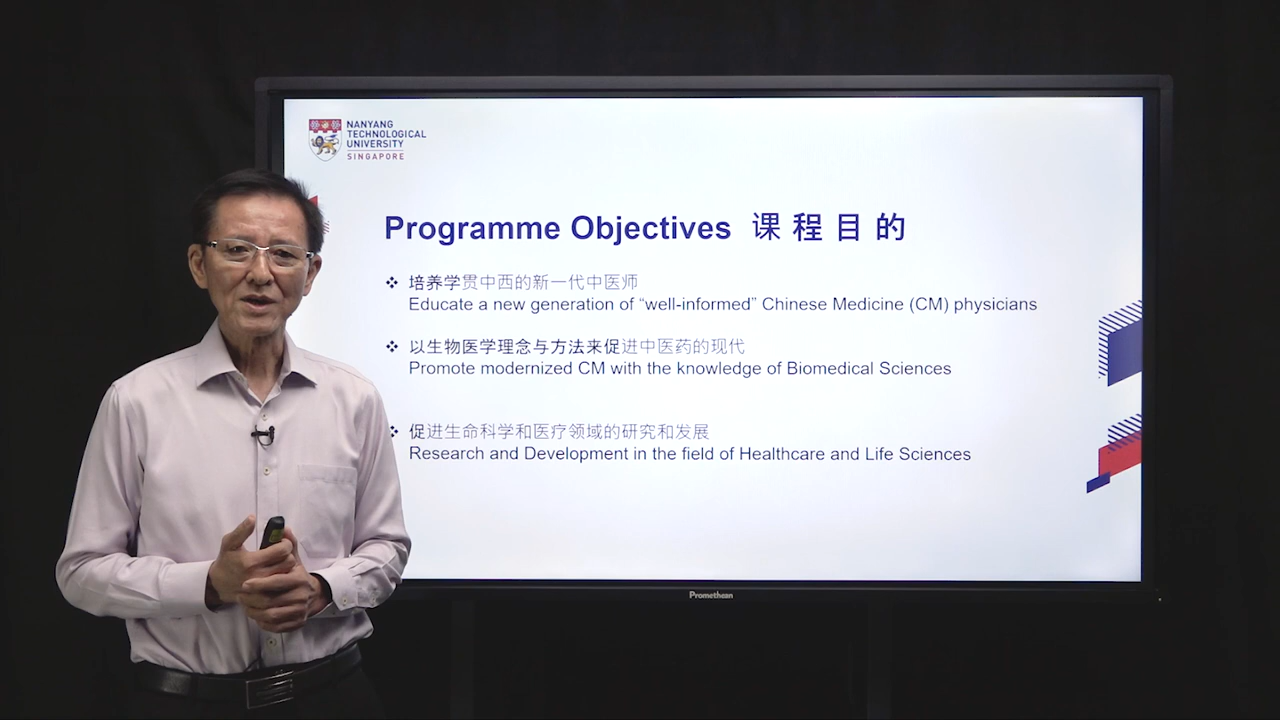 NANYANG
TECHNOLOGICAL
UNIVERSITY
SINGAPORE
Programme Objectives 课程目的
培养学贯中西的新一代中医师
Educate a new generation of “well-informed” Chinese Medicine (CM) physicians
以生物医学理念与方法来促进中医药的现代
Promote modernized CM with the knowledge of Biomedical Sciences
促进生命科学和医疗领域的研究和发展
Research and Development in the field of Healthcare and Life Sciences
Promethean